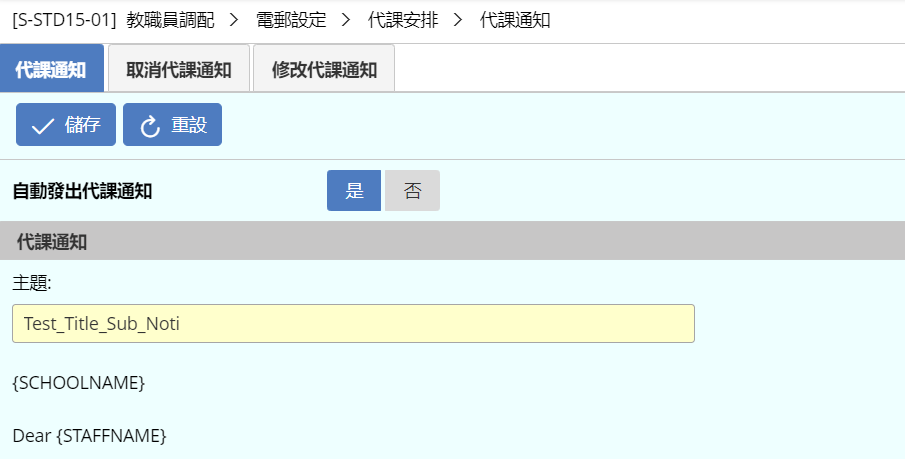 [S-STD15-01] 教職員調配 > 電郵設定 > 代課安排 > 代課通知
代課通知 取消代課通知 修改代課通知
儲存 重設
自動發出代課通知 是 否
代課通知
主題:
Test_Title_Sub_Noti
{SCHOOLNAME}
Dear {STAFFNAME}